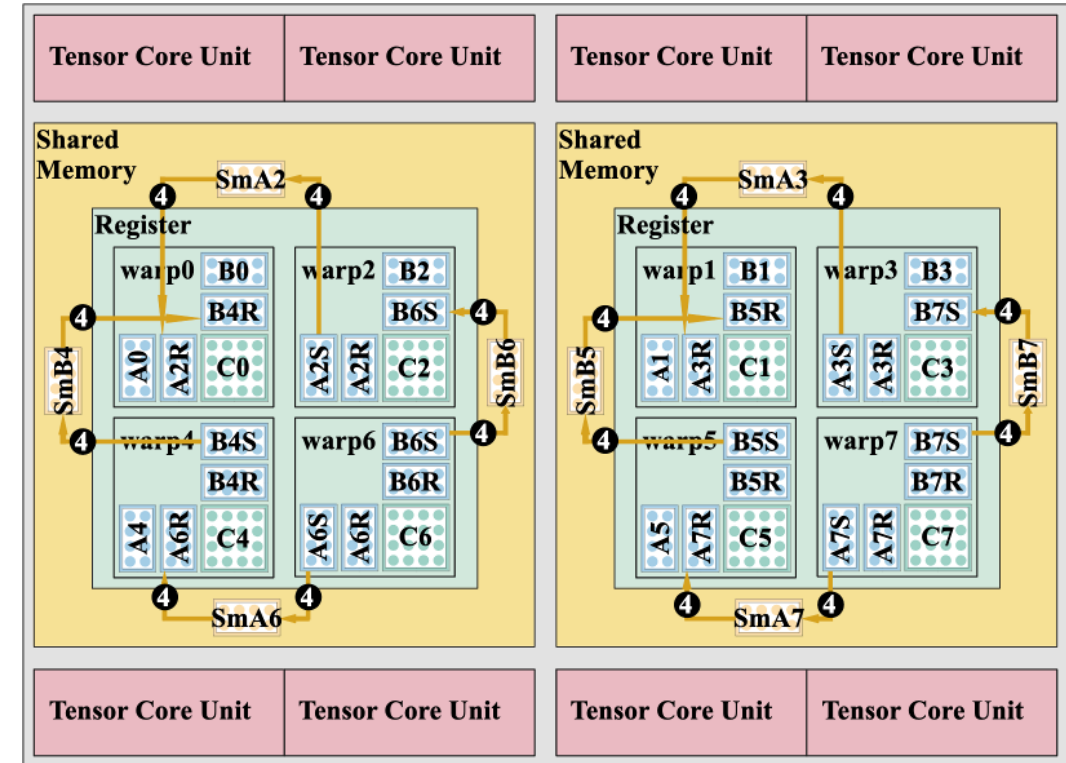 Tensor Core Unit
Tensor Core Unit
Tensor Core Unit
Tensor Core Unit
Shared
Memory
SmA2
4
4
Register
warp0
B0
warp2
B2
4
B4R
B6S
4
SmB4
A0
A2R
C0
A2S
A2R
C2
SmB6
4
warp4
B4S
warp6
B6S
4
B4R
B6R
A4
A6R
C4
A6S
A6R
C6
4
4
SmA6
Shared
Memory
SmA3
4
4
Register
warp1
B1
warp3
B3
4
B5R
B7S
4
SmB5
A1
A3R
C1
A3S
A3R
C3
SmB7
4
warp5
B5S
warp7
B7S
4
B5R
B7R
A5
A7R
C5
A7S
A7R
C7
4
4
SmA7
Tensor Core Unit
Tensor Core Unit
Tensor Core Unit
Tensor Core Unit